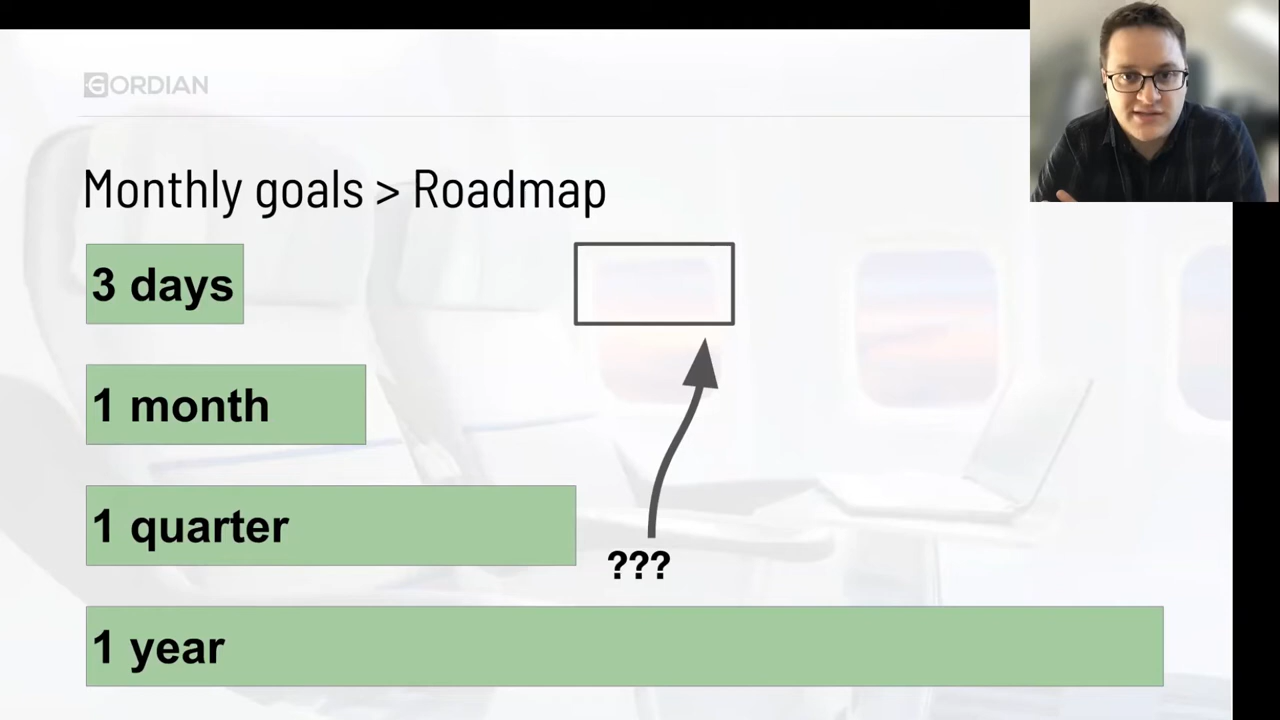 GORDIAN
Monthly goals > Roadmap
3 days
1 month
1 quarter
???
1 year